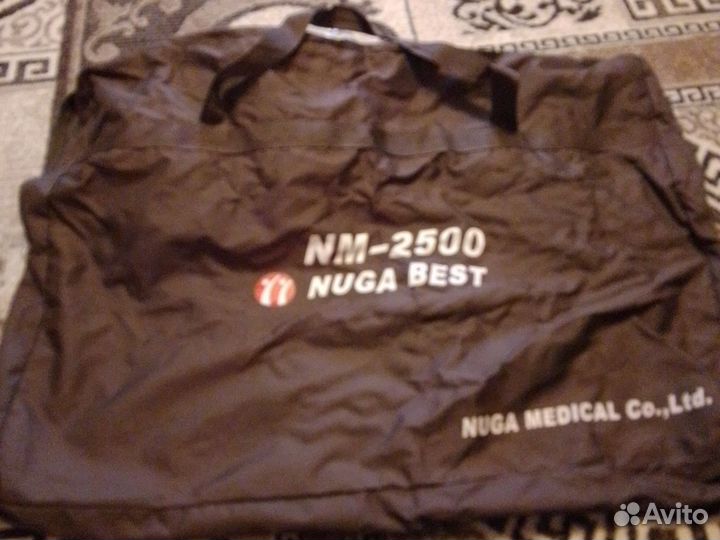 NM-2500
NUGA BEST
NUGA MEDICAL Co.,Ltd.
Avito